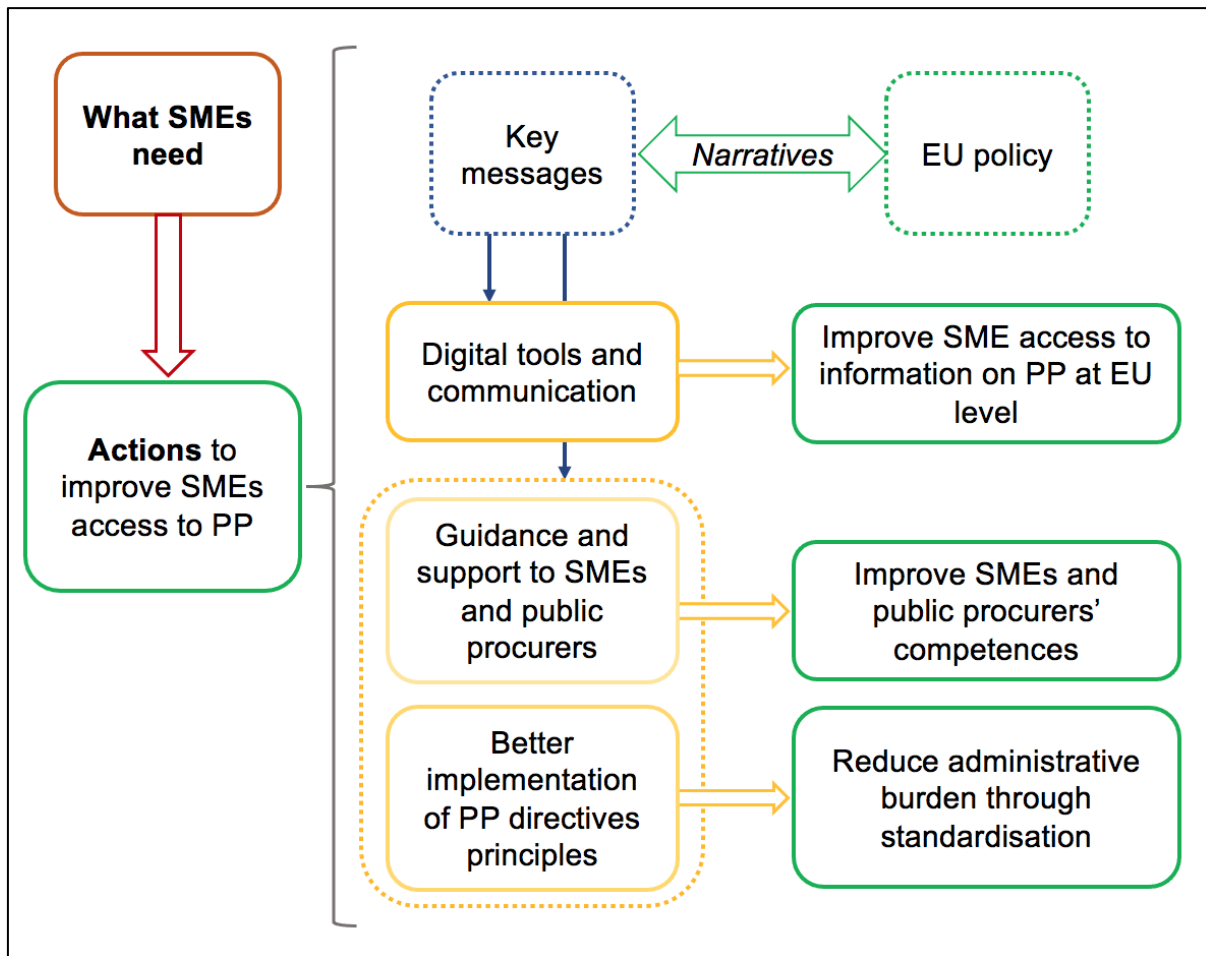 What SMEs
need
Actions to
improve SMEs
access to PP
Key
messages
Narratives
EU policy
Digital tools and
communication
Improve SME access to
information on PP at EU
level
Guidance and
support to SMEs
and public
procurers
Improve SMEs and
public procurers’
competences
Better
implementation
of PP directives
principles
Reduce administrative
burden through
standardisation